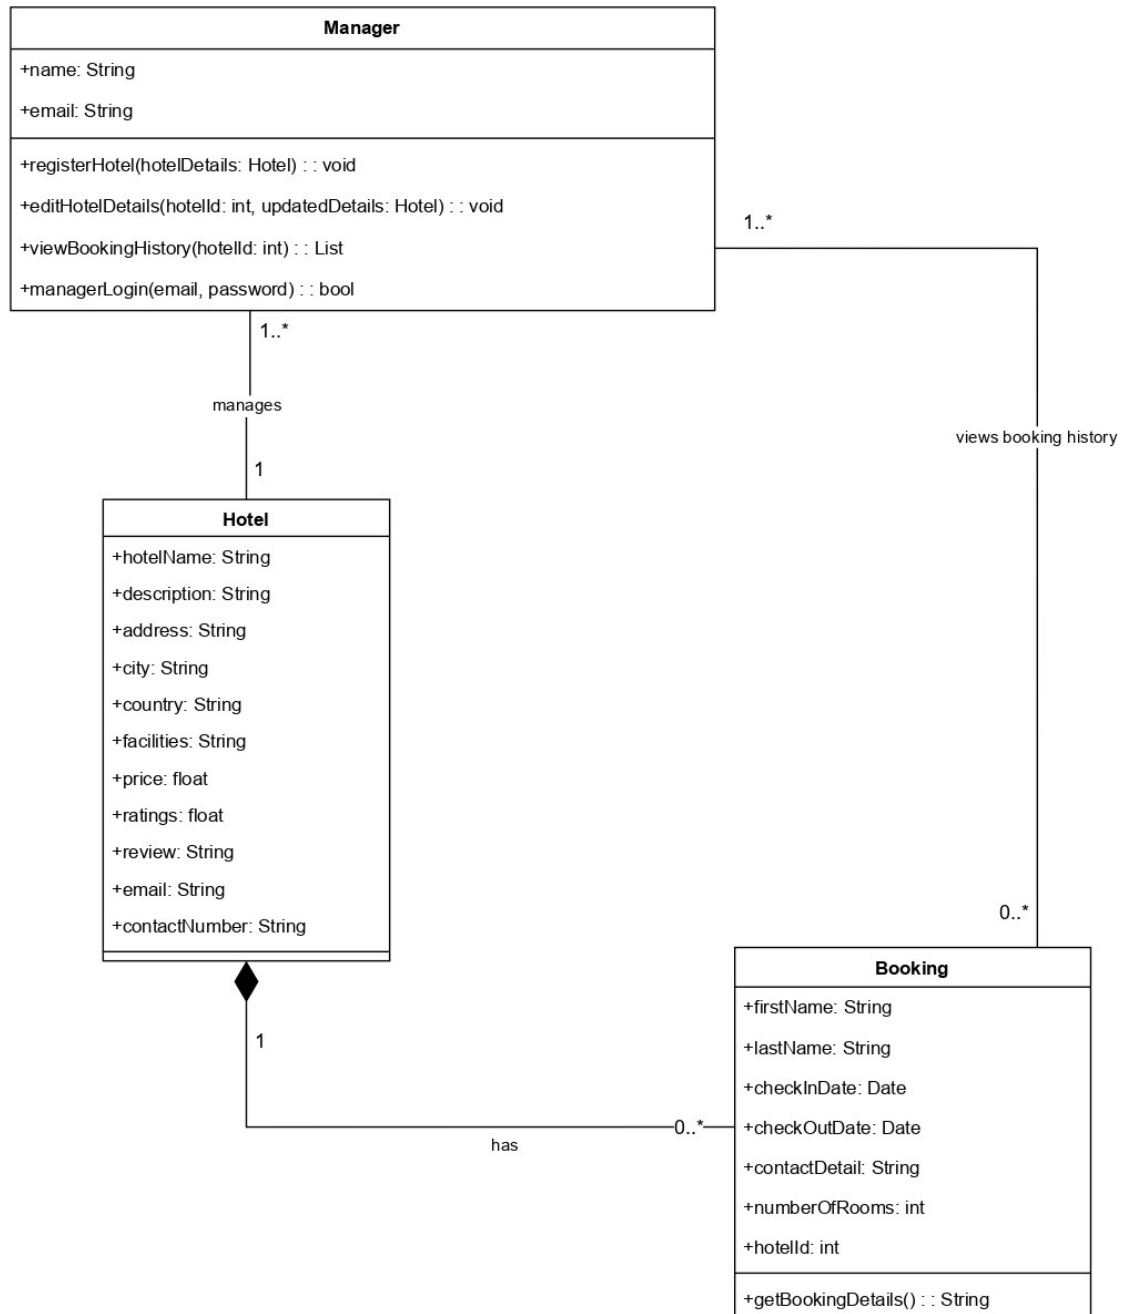 Manager
+name: String
+email: String
+registerHotel(hotelDetails: Hotel) : : void
+editHotelDetails(hotelId: int, updatedDetails: Hotel) : : void
+viewBookingHistory(hotelId: int) : : List
+managerLogin(email, password) : : bool
1..*
1..*
manages
views booking history
1
Hotel
+hotelName: String
+description: String
+address: String
+city: String
+country: String
+facilities: String
+price: float
+ratings: float
+review: String
+email: String
+contactNumber: String
0..*
1
0..*
has
Booking
+firstName: String
+lastName: String
+checkInDate: Date
+checkOutDate: Date
+contactDetail: String
+numberOfRooms: int
+hotelId: int
+getBookingDetails() : : String